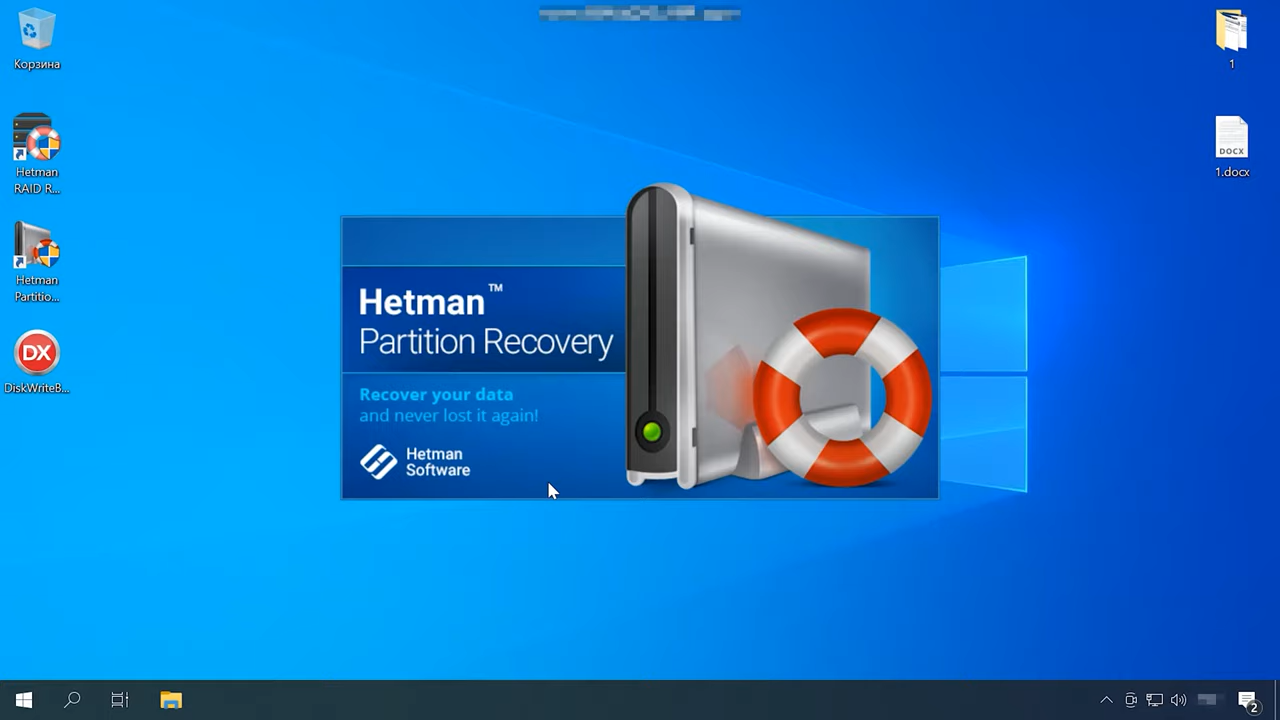 Корзина
Hetman
RAID R...
Hetman
Partitio...
DX
DiskWriteB...
Hetman™
Partition Recovery
Recover your data
and never lost it again!
Hetman
Software
1
DOCX
1.docx
2